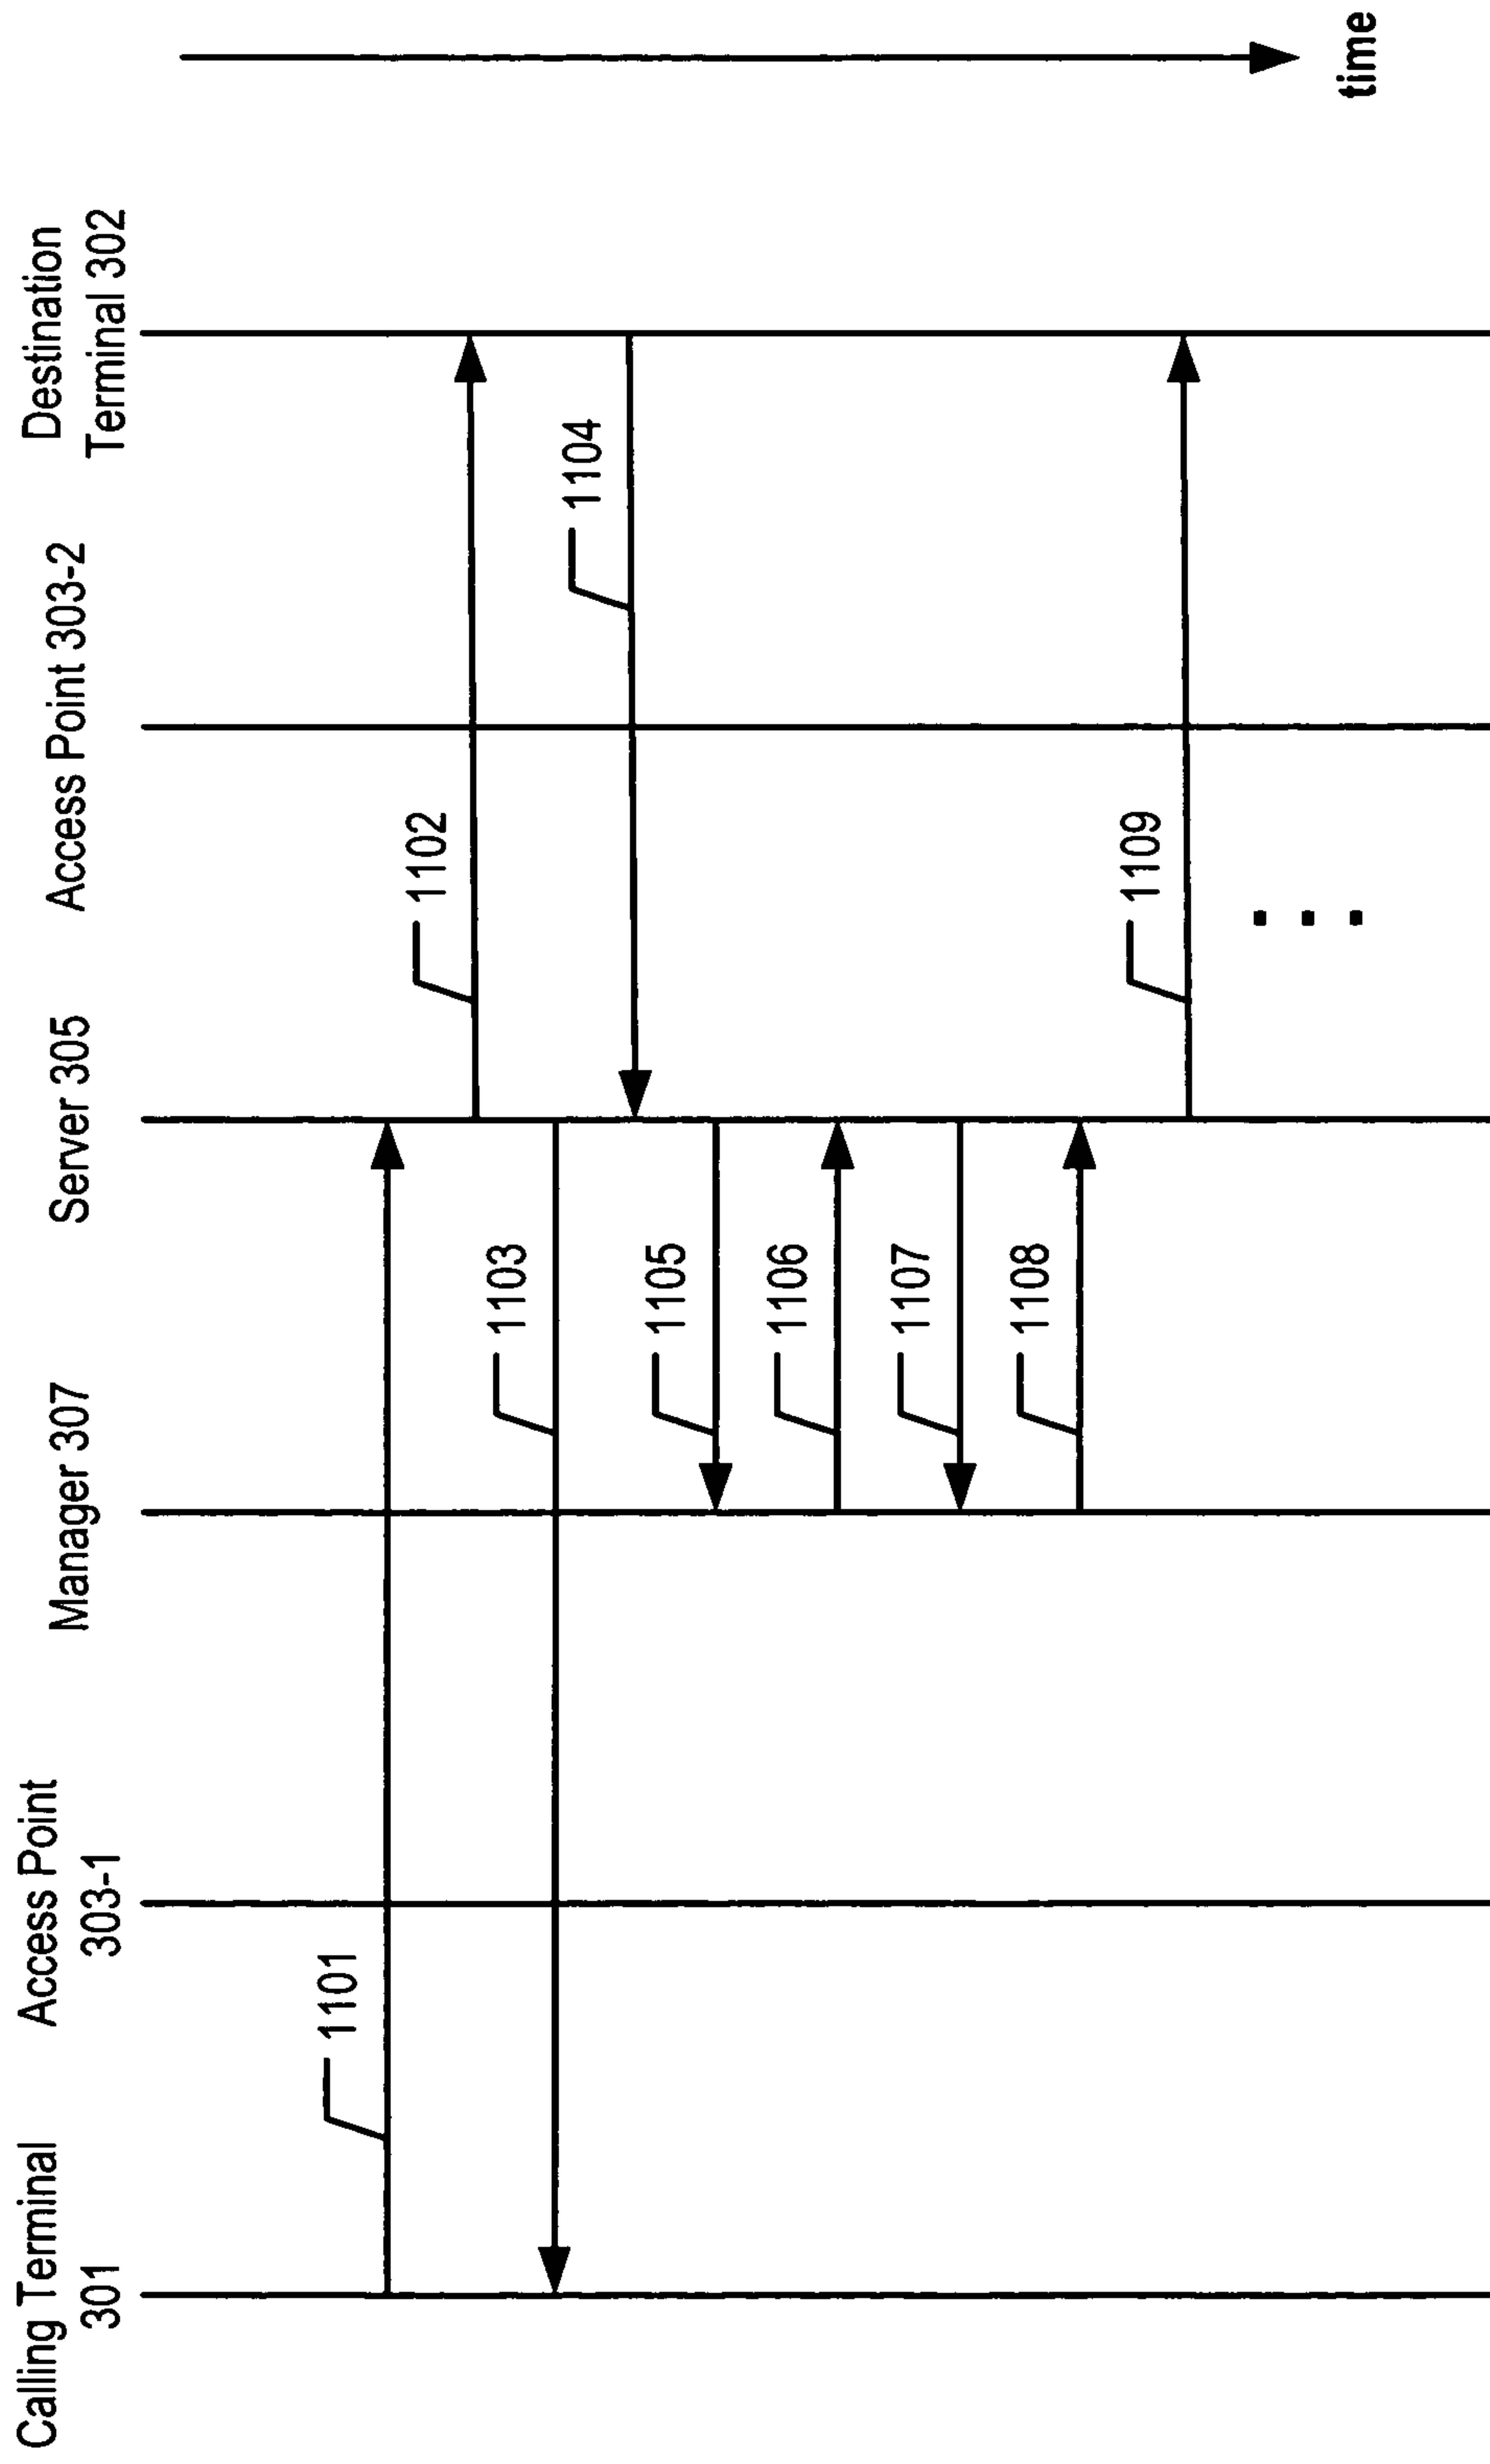 Calling Terminal
301
Access Point
303-1
Manager 307
Server 305
Access Point 303-2
Destination
Terminal 302
1101
1102
1103
1104
1105
1106
1107
1108
1109
. . .
time